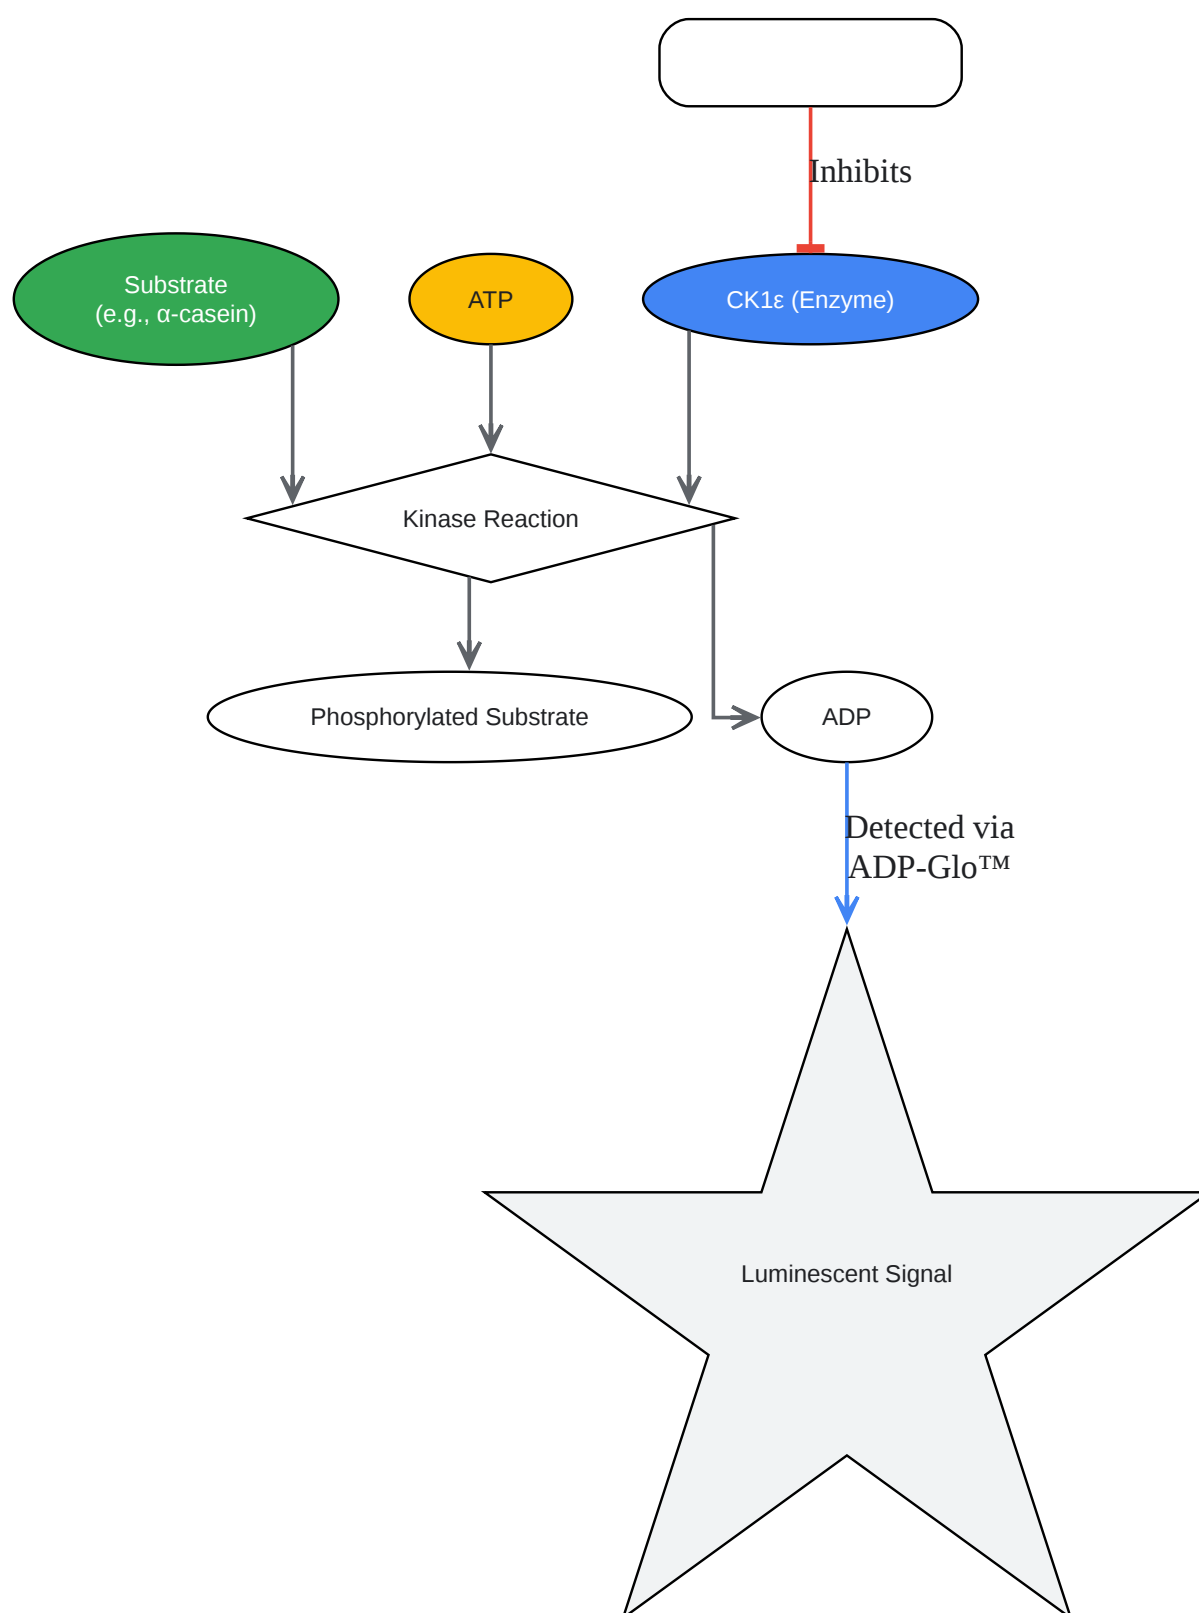 Inhibits
Substrate
(e.g., α-casein)
ATP
CK1ε (Enzyme)
Kinase Reaction
Phosphorylated Substrate
ADP
Detected via
ADP-Glo™
Luminescent Signal